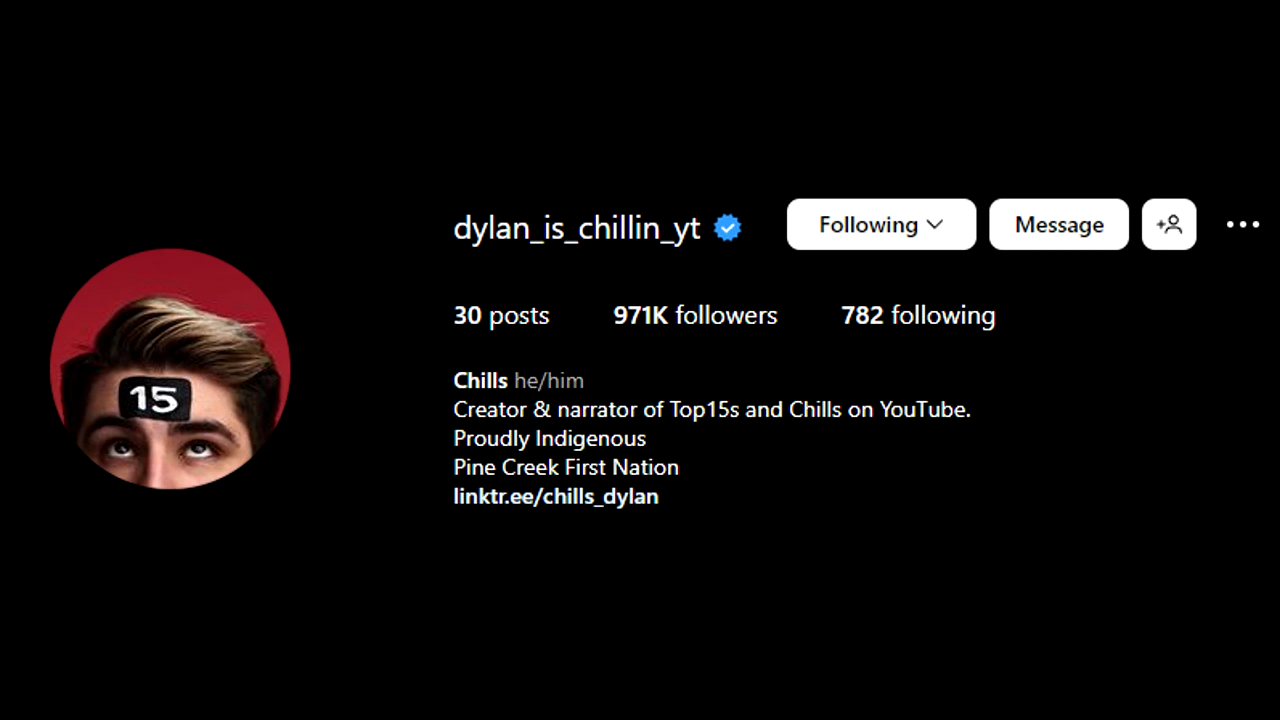 dylan_is_chillin_yt Following Message
30 posts 971K followers 782 following
Chills he/him
Creator & narrator of Top15s and Chills on YouTube.
15
Proudly Indigenous
Pine Creek First Nation
linktr.ee/chills_dylan